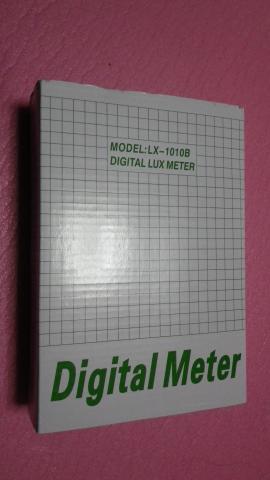 MODEL:LX-1010B
DIGITAL LUX METER
Digital Meter